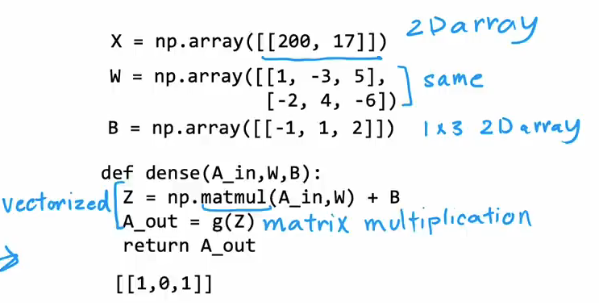 X = np.array([[200, 17]]) 2D array
W = np.array([[1, -3, 5], same
[-2, 4, -6])
B = np.array([[-1, 1, 2]]) 1x3 2D array
def dense(A_in,W,B):
vectorized Z = np.matmul(A_in,W) + B
A_out = g(Z) matrix multiplication
return A_out
[[1,0,1]]